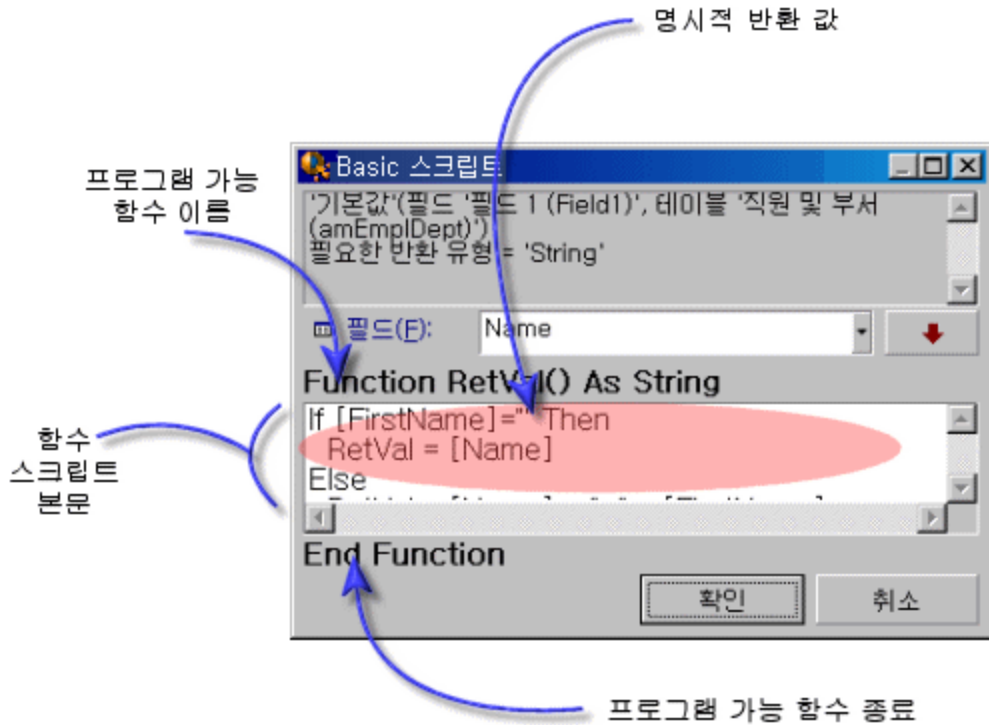 명시적 반환 값
프로그램 가능
함수 이름
Basic 스크립트
'기본값'(필드 '필드 1 (Field1)', 테이블 '직원 및 부서
(amEmplDept)')
필요한 반환 유형 = 'String'
필드(F):
Name
Function RetVal() As String
If [FirstName]="" Then
RetVal = [Name]
Else
함수
스크립트
본문
End Function
확인
취소
프로그램 가능 함수 종료